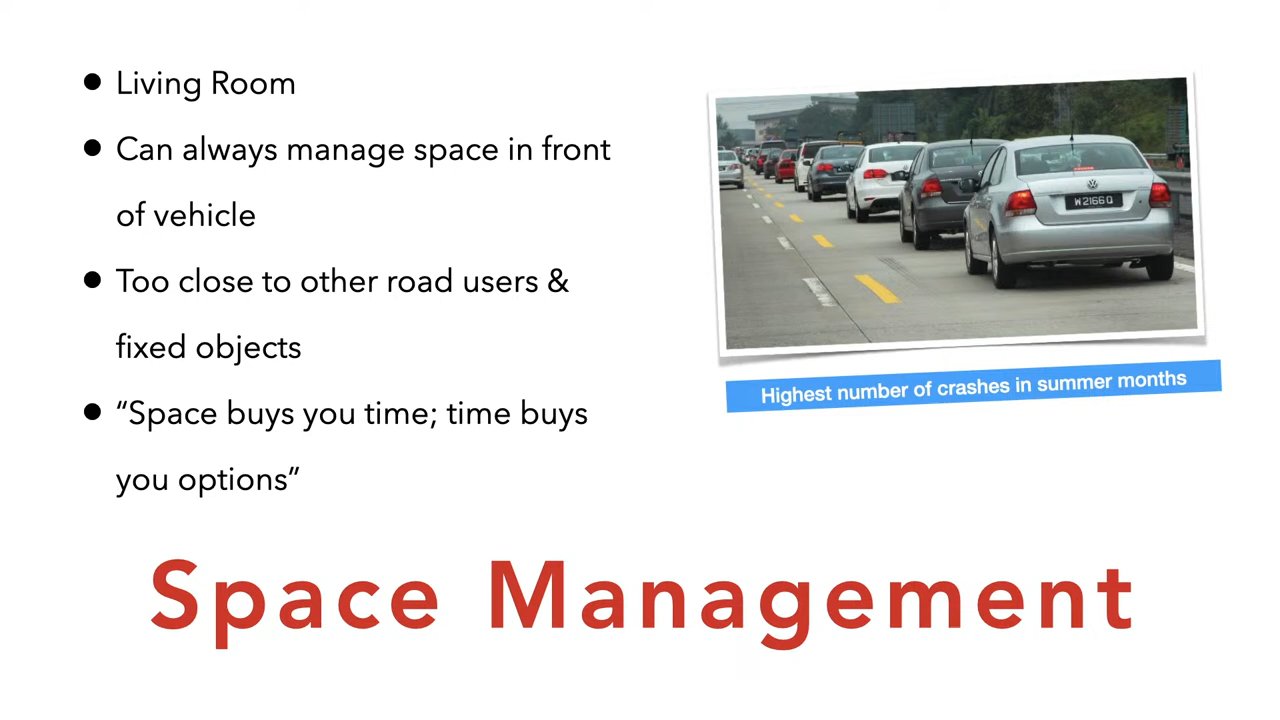 ● Living Room
● Can always manage space in front
of vehicle
● Too close to other road users &
fixed objects
● “Space buys you time; time buys
you options”
W2166Q
Highest number of crashes in summer months
Space Management